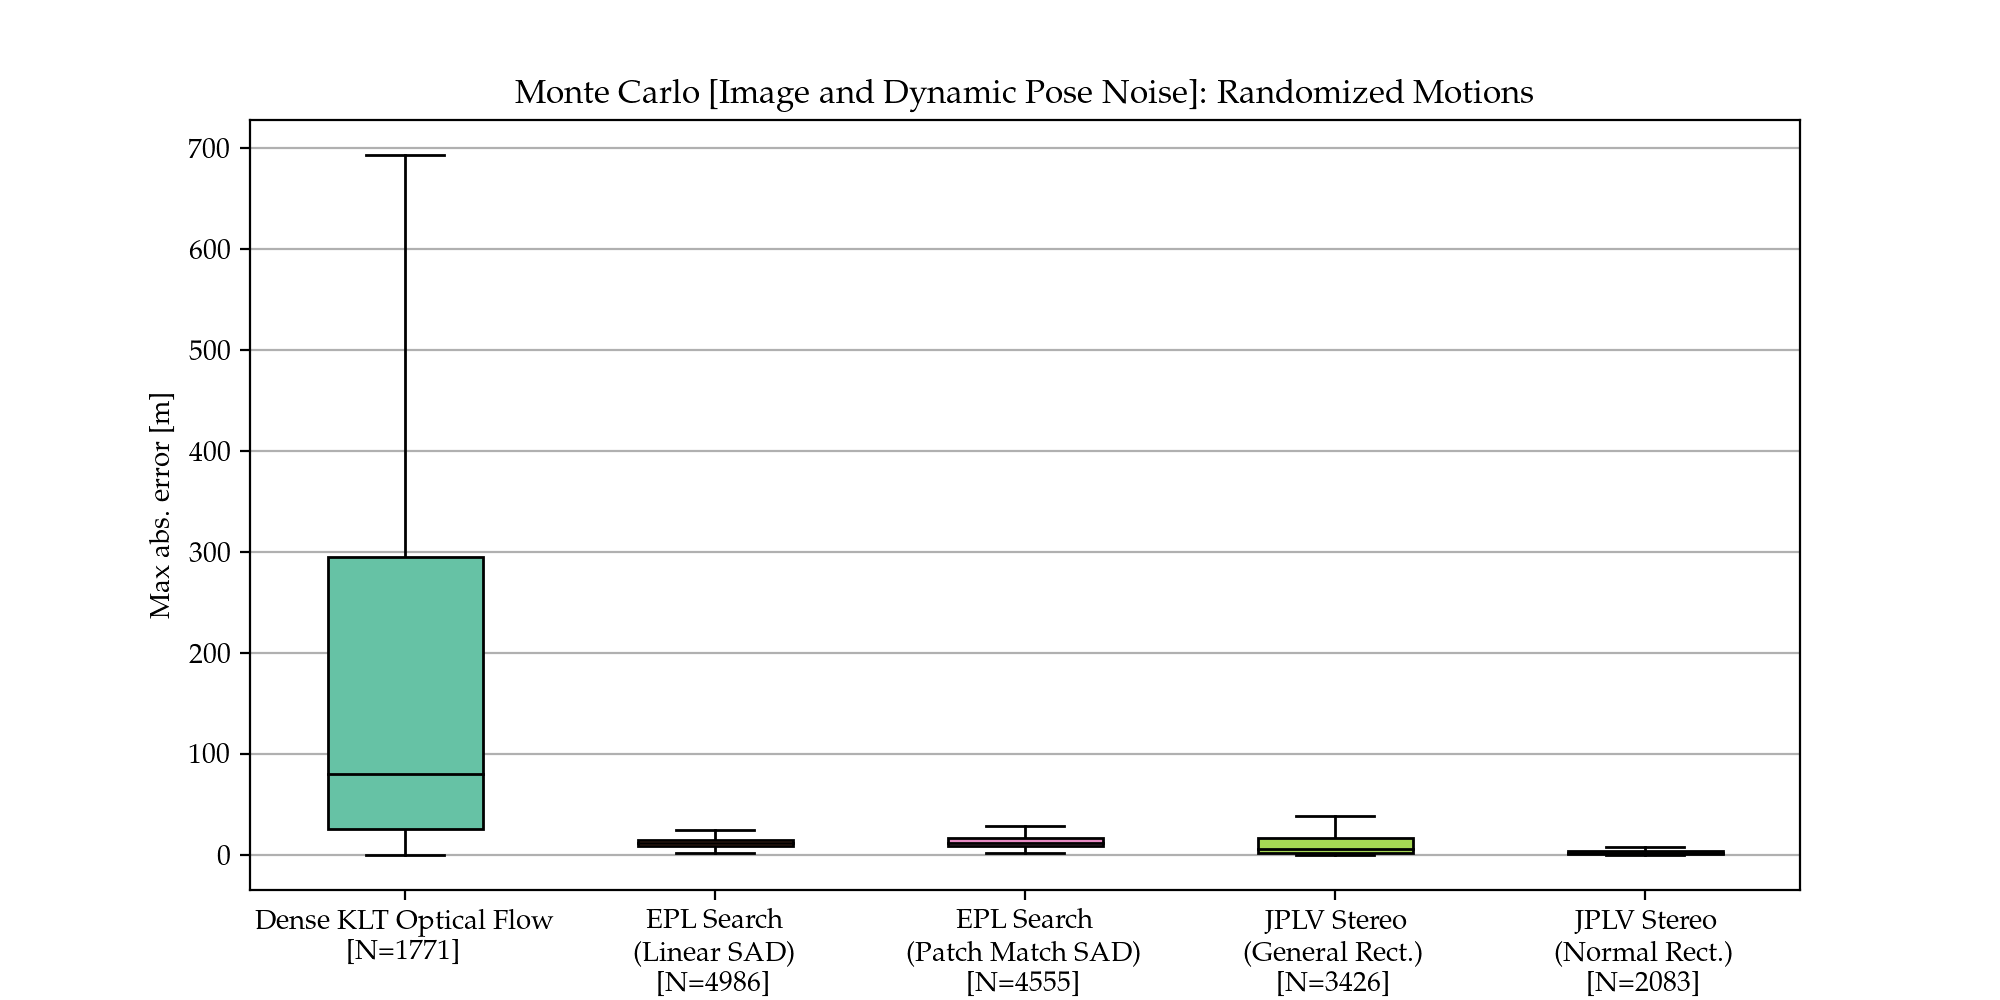 Monte Carlo [Image and Dynamic Pose Noise]: Randomized Motions
Max abs. error [m]
700
600
500
400
300
200
100
0
Dense KLT Optical Flow
[N=1771]
EPL Search
(Linear SAD)
[N=4986]
EPL Search
(Patch Match SAD)
[N=4555]
JPLV Stereo
(General Rect.)
[N=3426]
JPLV Stereo
(Normal Rect.)
[N=2083]